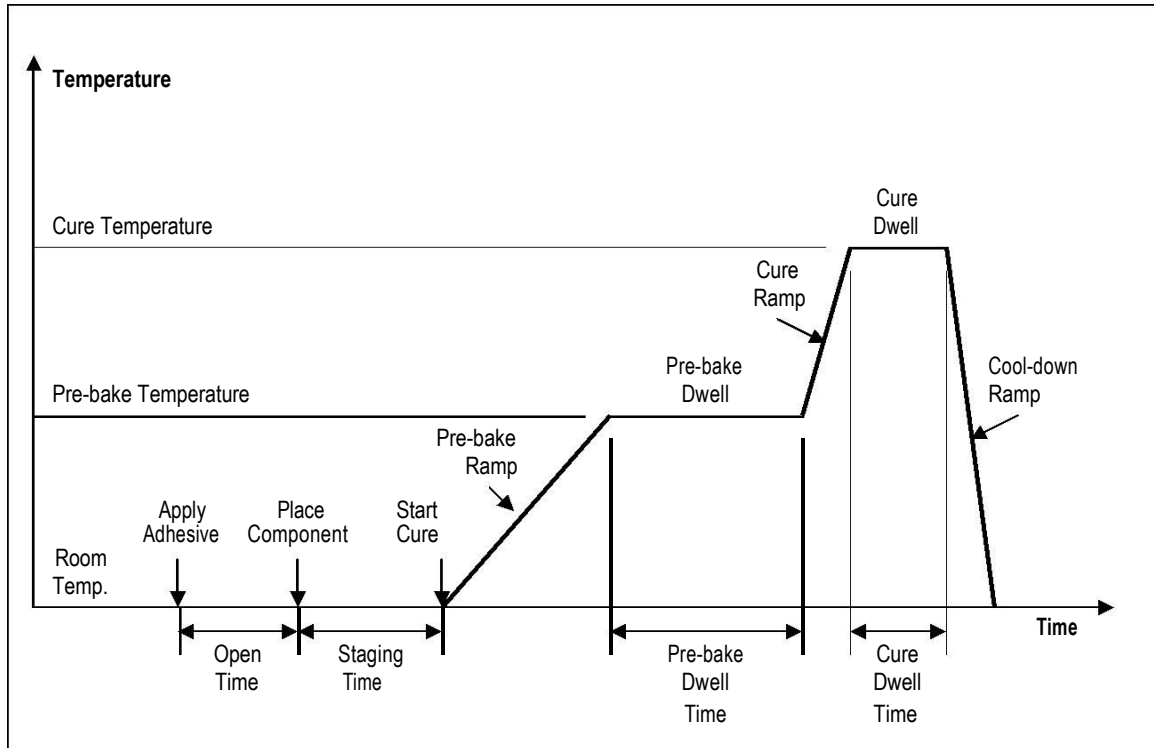 Temperature
Cure Temperature
Cure
Dwell
Cure
Ramp
Pre-bake Temperature
Pre-bake
Dwell
Cool-down
Ramp
Pre-bake
Ramp
Apply
Adhesive
Place
Component
Start
Cure
Room
Temp.
Time
Open
Time
Staging
Time
Pre-bake
Dwell
Time
Cure
Dwell
Time